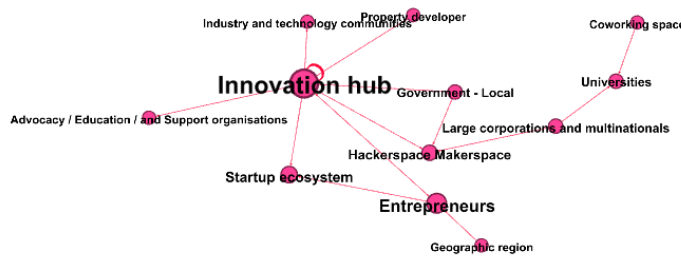 Industry and technology communities
Property developer
Coworking space
Innovation hub
Government - Local
Universities
Advocacy / Education / and Support organisations
Large corporations and multinationals
Hackerspace Makerspace
Startup ecosystem
Entrepreneurs
Geographic region